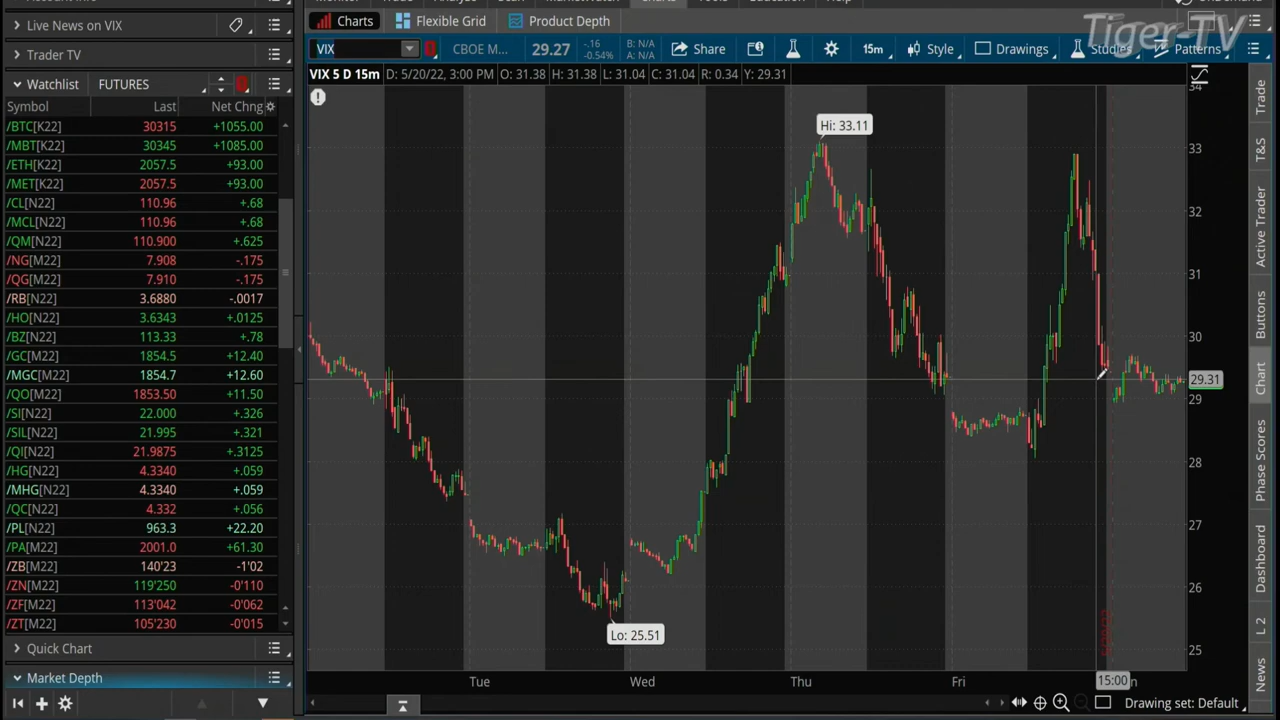 Live News on VIX
Trader TV
Watchlist FUTURES
Symbol Last Net Chng
/BTC[K22] 30315 +1055.00
/MBT[K22] 30345 +1085.00
/ETH[K22] 2057.5 +93.00
/MET[K22] 2057.5 +93.00
/CL[N22] 110.96 +.68
/MCL[N22] 110.96 +.68
/QM[N22] 110.900 +.625
/NG[M22] 7.908 -.175
/QG[M22] 7.910 -.175
/RB[N22] 3.6880 -.0017
/HO[N22] 3.6343 +.0125
/BZ[N22] 113.33 +.78
/GC[M22] 1854.5 +12.40
/MGC[M22] 1854.7 +12.60
/QO[M22] 1853.50 +11.50
/SI[N22] 22.000 +.326
/SIL[N22] 21.995 +.321
/QI[N22] 21.9875 +.3125
/HG[N22] 4.3340 +.059
/MHG[N22] 4.3340 +.059
/QC[N22] 4.332 +.056
/PL[N22] 963.3 +22.20
/PA[M22] 2001.0 +61.30
/ZB[M22] 140'23 -1'02
/ZN[M22] 119'250 -0'110
/ZF[M22] 113'042 -0'062
/ZT[M22] 105'230 -0'015
Quick Chart
Market Depth
Charts Flexible Grid Product Depth
Tiger-TV
VIX CBOE M... 29.27 -.16 -0.54% B: N/A A: N/A Share 15m Style Drawings Studies Patterns
VIX 5 D 15m D: 5/20/22, 3:00 PM O: 31.38 H: 31.38 L: 31.04 C: 31.04 R: 0.34 Y: 29.31
Hi: 33.11
33
32
31
30
29.31
29
28
27
26
25
Lo: 25.51
Tue Wed Thu Fri 15:00
Drawing set: Default
Trade
T&S
Active Trader
Buttons
Chart
Phase Scores
Dashboard
L 2
News